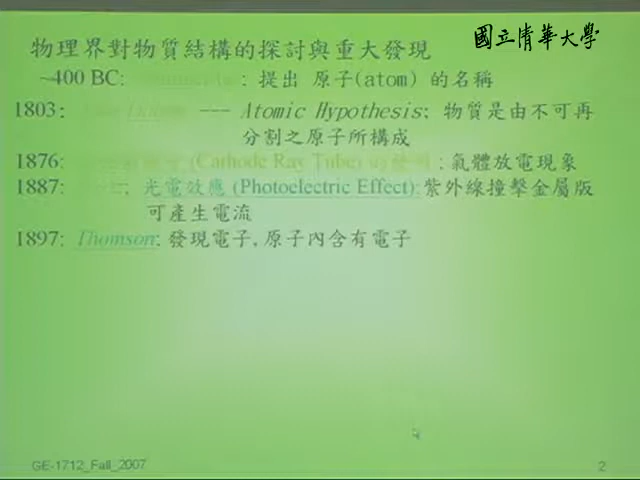 國立清華大學
物理界對物質結構的探討與重大發現
~400 BC: : 提出 原子(atom) 的名稱
1803: --- Atomic Hypothesis; 物質是由不可再
分割之原子所構成
1876: (Cathode Ray Tube) : 氣體放電現象
1887: : 光電效應 (Photoelectric Effect):紫外線撞擊金屬版
可產生電流
1897: Thomson: 發現電子,原子內含有電子
GE-1712_Fall_2007
2